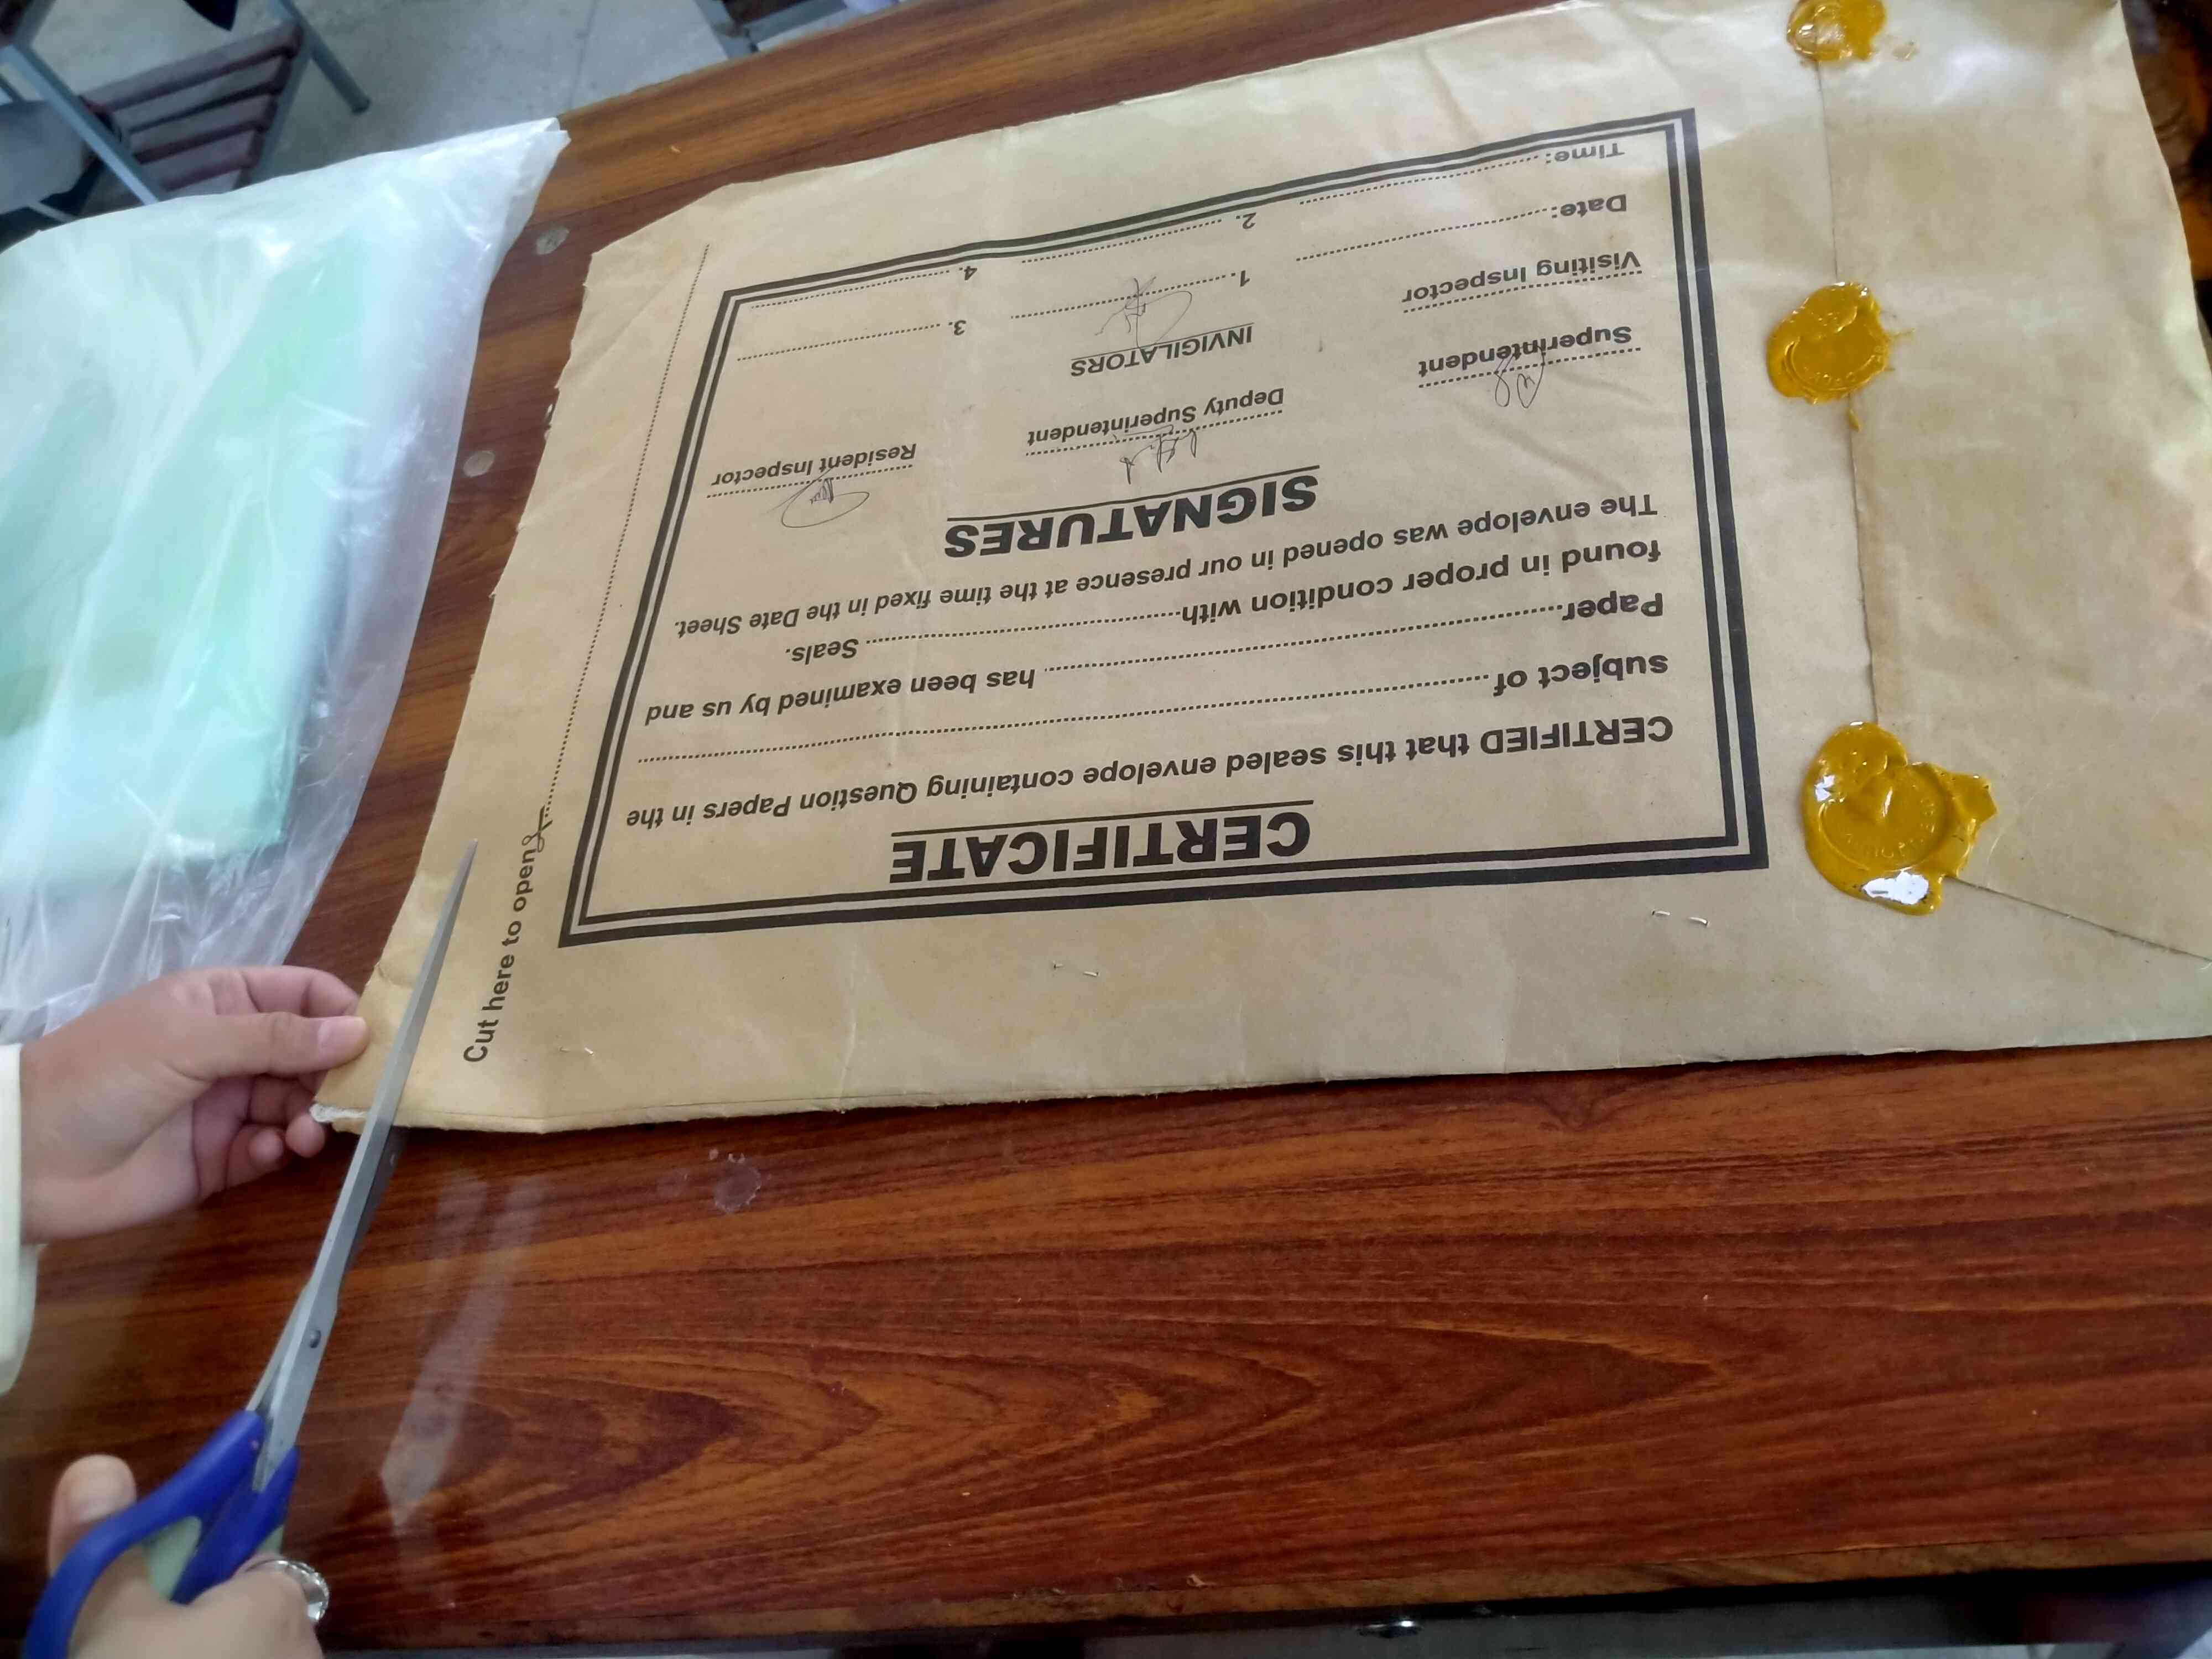 CERTIFICATE
CERTIFIED that this sealed envelope containing Question Papers in the
subject of
Paper has been examined by us and
found in proper condition with Seals.
The envelope was opened in our presence at the time fixed in the Date Sheet.
SIGNATURES
Superintendent Deputy Superintendent Resident Inspector
Visiting Inspector INVIGILATORS
Date: 1. 3.
Time: 2. 4.
Cut here to open